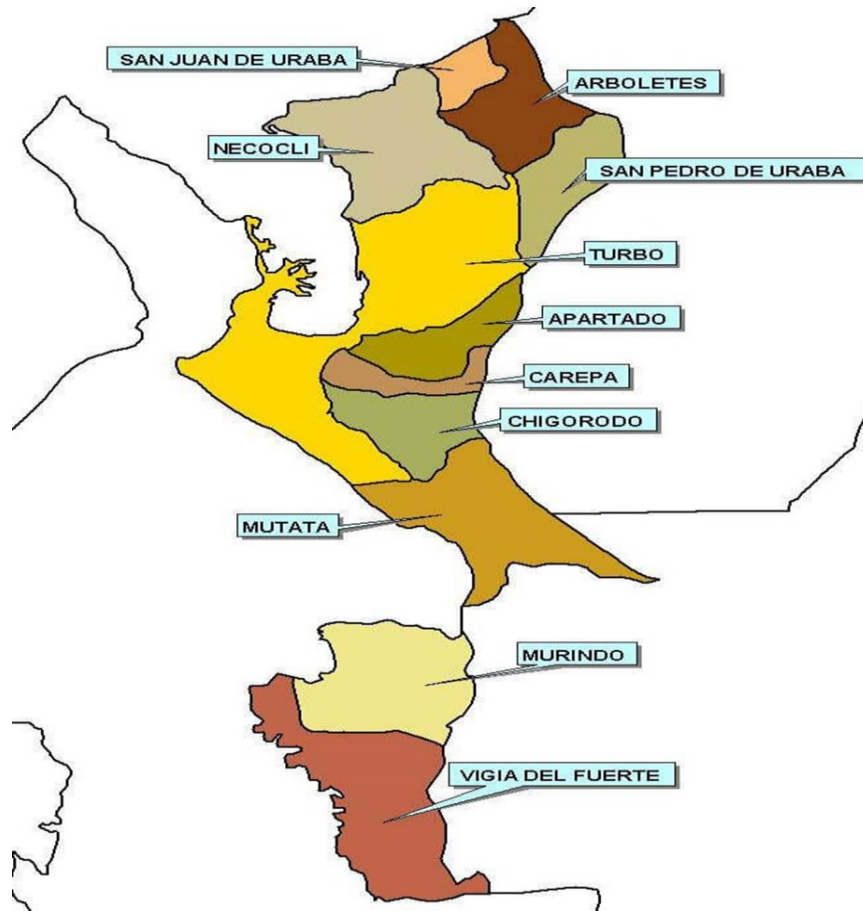 SAN JUAN DE URABA
ARBOLETES
NECOCLI
SAN PEDRO DE URABA
TURBO
APARTADO
CAREPA
CHIGORODO
MUTATA
MURINDO
VIGIA DEL FUERTE